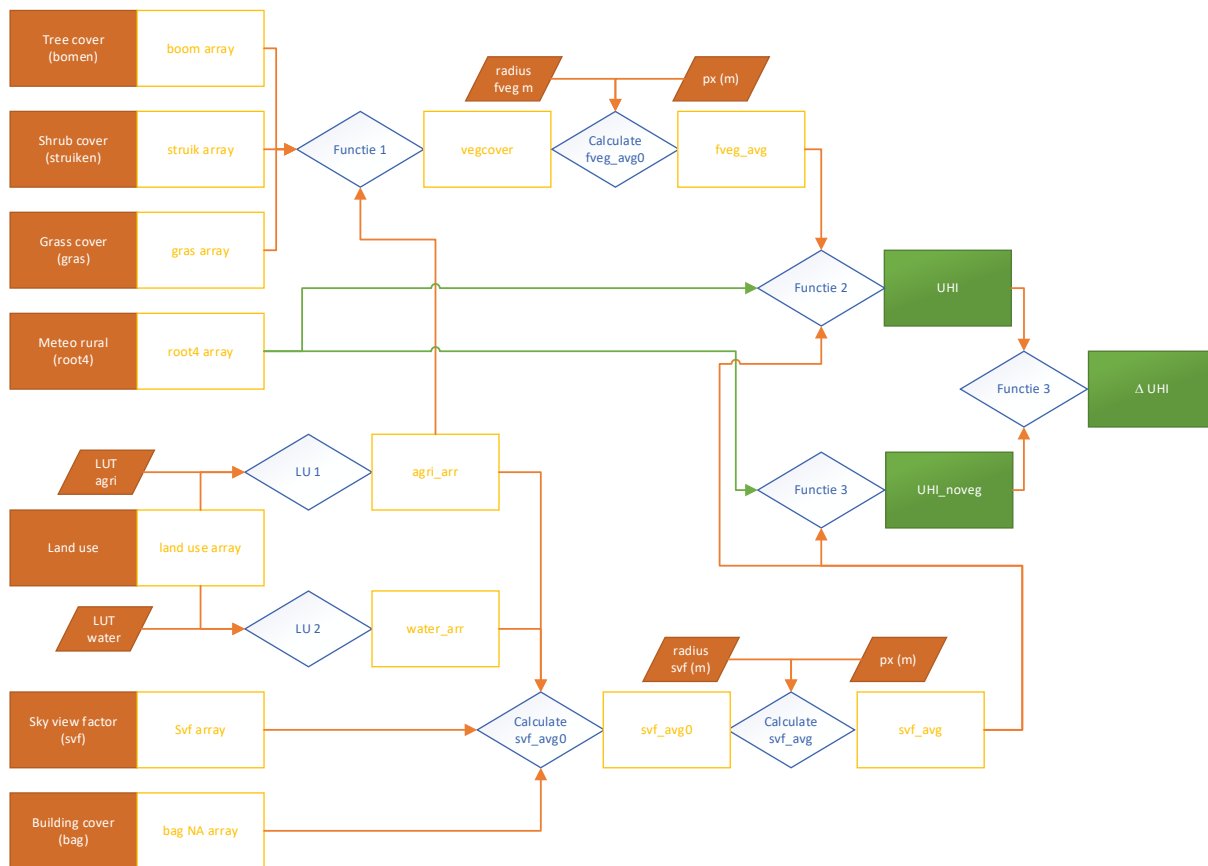 Tree cover
(bomen)
boom array
radius
fveg m
px (m)
Shrub cover
(struiken)
struik array
Functie 1
vegcover
Calculate
fveg_avg0
fveg_avg
Grass cover
(gras)
gras array
Functie 2
UHI
Meteo rural
(root4)
root4 array
Functie 3
Δ UHI
LUT
agri
LU 1
agri_arr
Functie 3
UHI_noveg
Land use
land use array
LUT
water
LU 2
water_arr
radius
svf (m)
px (m)
Sky view factor
(svf)
Svf array
Calculate
svf_avg0
svf_avg0
Calculate
svf_avg
svf_avg
Building cover
(bag)
bag NA array